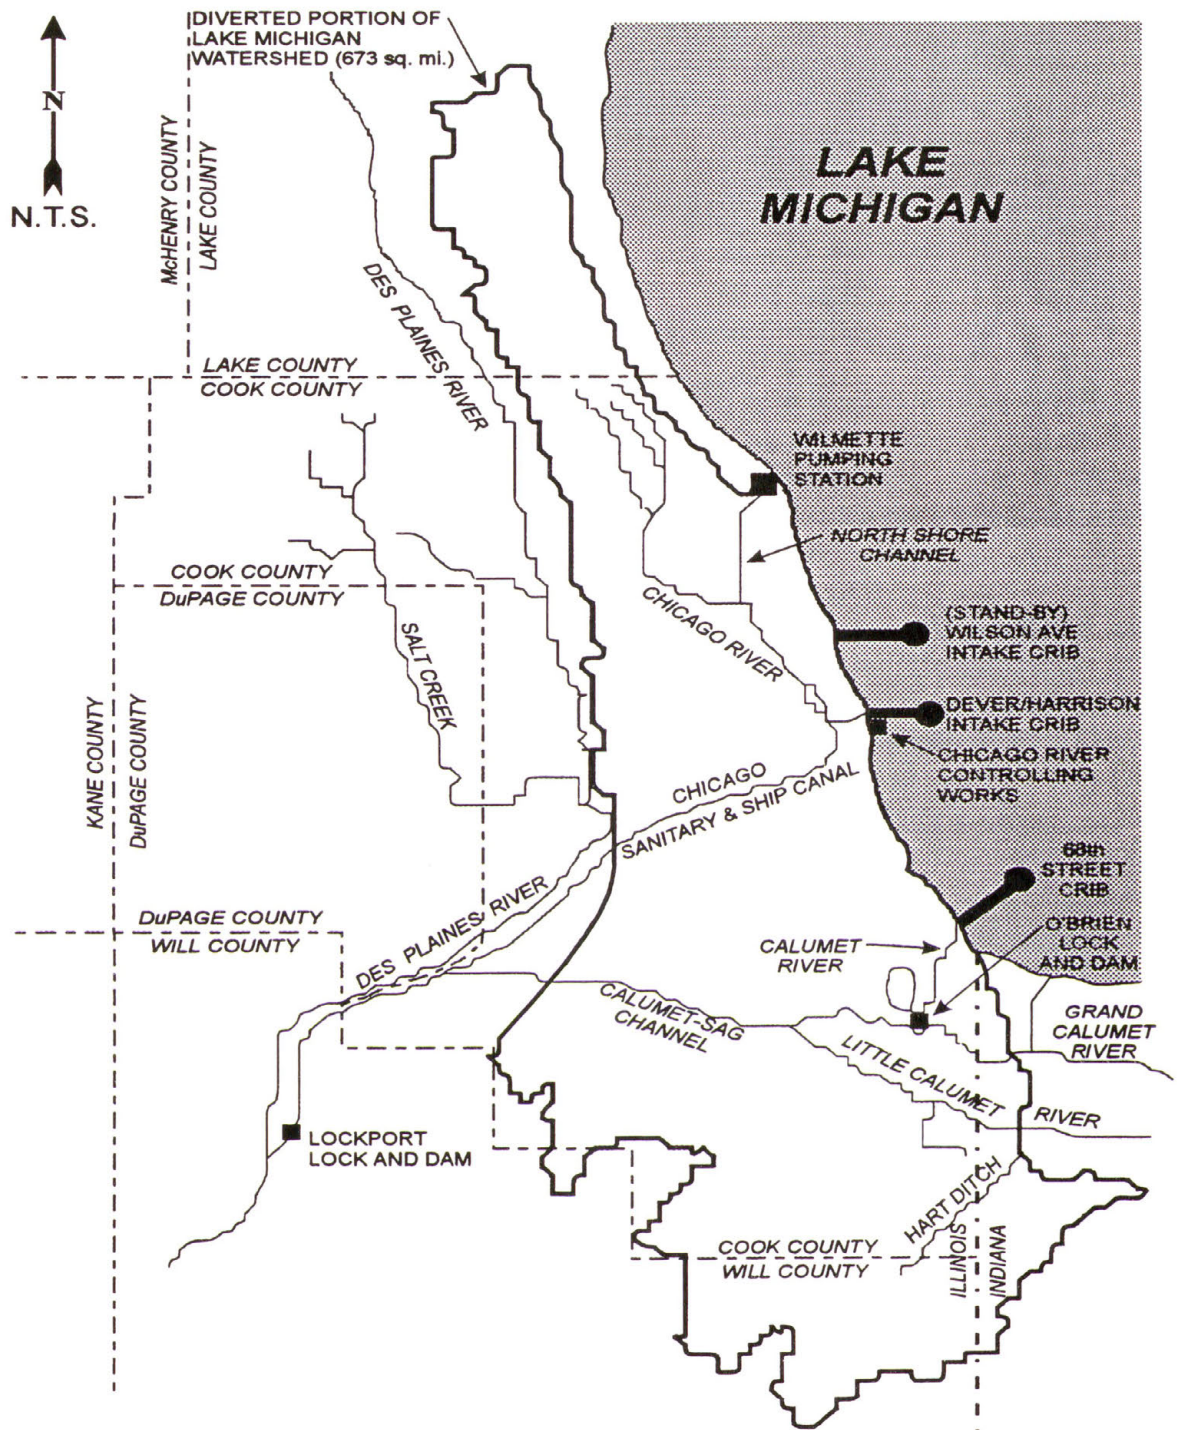 DIVERTED PORTION OF
LAKE MICHIGAN
WATERSHED (673 sq. mi.)
N
N.T.S.
McHENRY COUNTY
LAKE COUNTY
LAKE
MICHIGAN
DES PLAINES RIVER
LAKE COUNTY
COOK COUNTY
WILMETTE
PUMPING
STATION
NORTH SHORE
CHANNEL
COOK COUNTY
DuPAGE COUNTY
CHICAGO RIVER
(STAND-BY)
WILSON AVE
INTAKE CRIB
SALT CREEK
KANE COUNTY
DuPAGE COUNTY
DEVER/HARRISON
INTAKE CRIB
CHICAGO RIVER
CONTROLLING
WORKS
CHICAGO
SANITARY & SHIP CANAL
68th
STREET
CRIB
DES PLAINES RIVER
DuPAGE COUNTY
WILL COUNTY
CALUMET
RIVER
O'BRIEN
LOCK
AND DAM
CALUMET-SAG
CHANNEL
GRAND
CALUMET
RIVER
LITTLE CALUMET
RIVER
LOCKPORT
LOCK AND DAM
HART DITCH
COOK COUNTY
WILL COUNTY
ILLINOIS
INDIANA